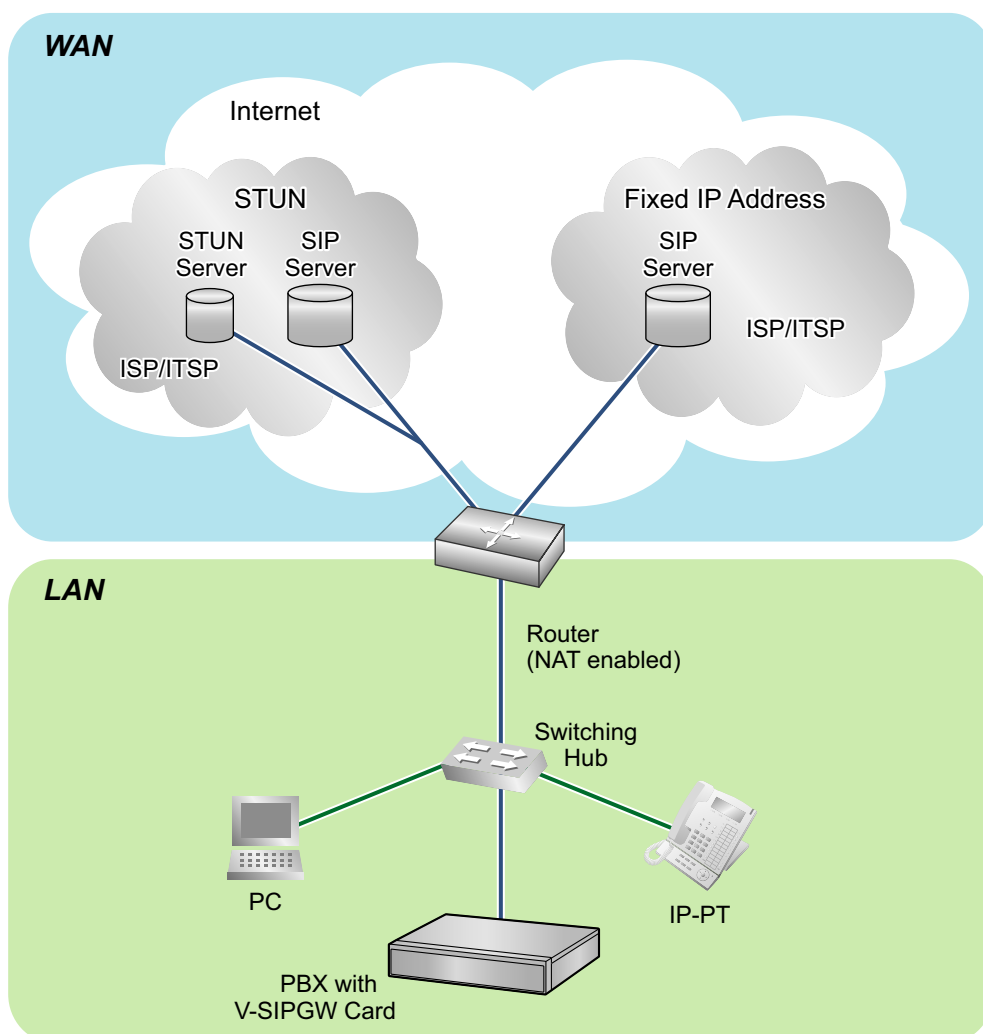 WAN
Internet
STUN
STUN
Server
SIP
Server
ISP/ITSP
Fixed IP Address
SIP
Server
ISP/ITSP
LAN
Router
(NAT enabled)
Switching
Hub
PC
IP-PT
PBX with
V-SIPGW Card